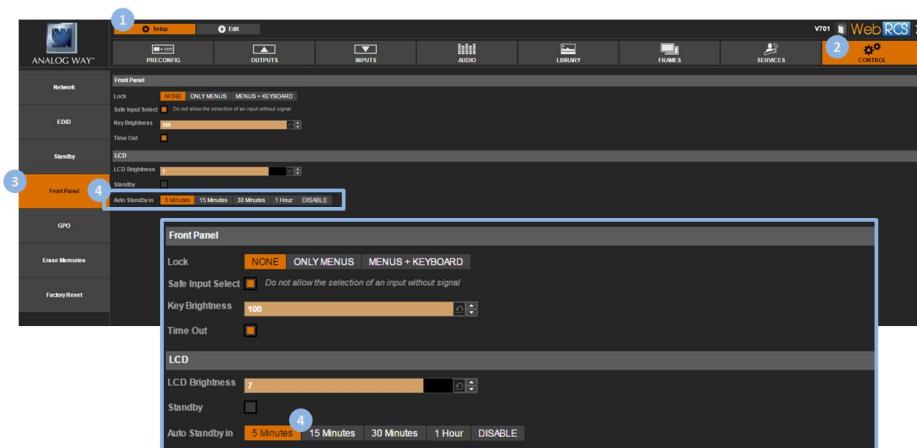 1 Setup Edit V701 Web RCS
ANALOG WAY® PRECONFIG OUTPUTS INPUTS AUDIO LIBRARY FRAMES SERVICES 2 CONTROL
Network
EDID
Standby
3 Front Panel
GPO
Erase Memories
Factory Reset
Front Panel
Lock NONE ONLY MENUS MENUS + KEYBOARD
Safe Input Select Do not allow the selection of an input without signal
Key Brightness 100
Time Out
LCD
LCD Brightness 7
Standby
4 Auto Standby in 5 Minutes 15 Minutes 30 Minutes 1 Hour DISABLE
Front Panel
Lock NONE ONLY MENUS MENUS + KEYBOARD
Safe Input Select Do not allow the selection of an input without signal
Key Brightness 100
Time Out
LCD
LCD Brightness 7
Standby
4
Auto Standby in 5 Minutes 15 Minutes 30 Minutes 1 Hour DISABLE